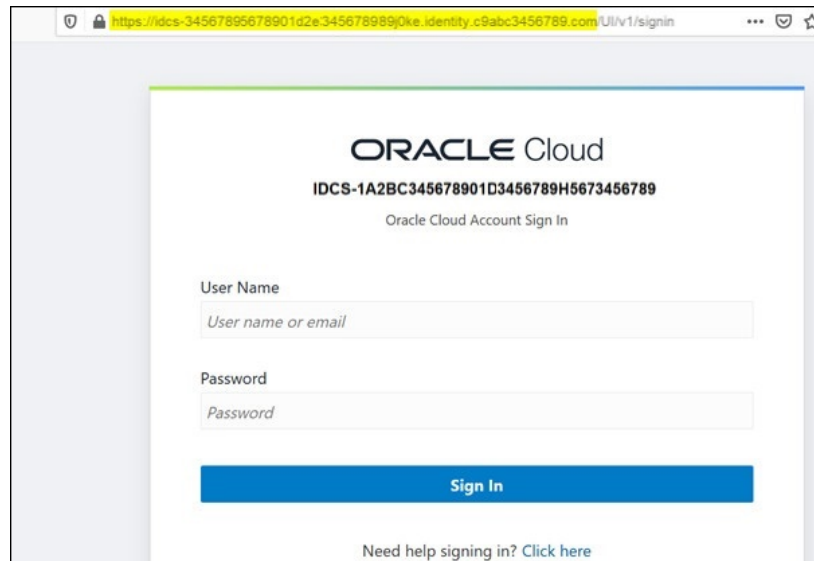 https://idcs-34567895678901d2e345678989j0ke.identity.c9abc3456789.com/UI/v1/signin
ORACLE Cloud
IDCS-1A2BC345678901D3456789H5673456789
Oracle Cloud Account Sign In
User Name
User name or email
Password
Password
Sign In
Need help signing in? Click here